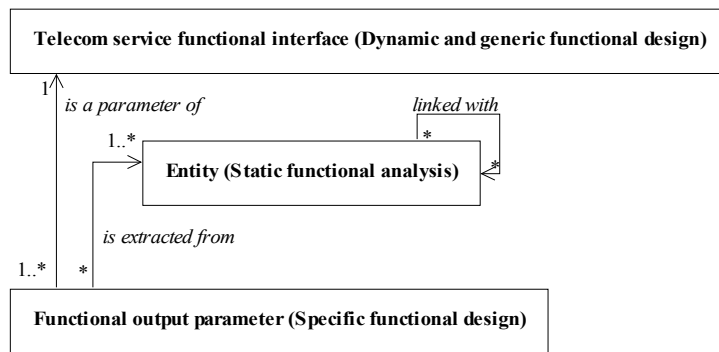 Telecom service functional interface (Dynamic and generic functional design)
1
is a parameter of
linked with
1..*
*
Entity (Static functional analysis)
*
is extracted from
1..*
*
Functional output parameter (Specific functional design)